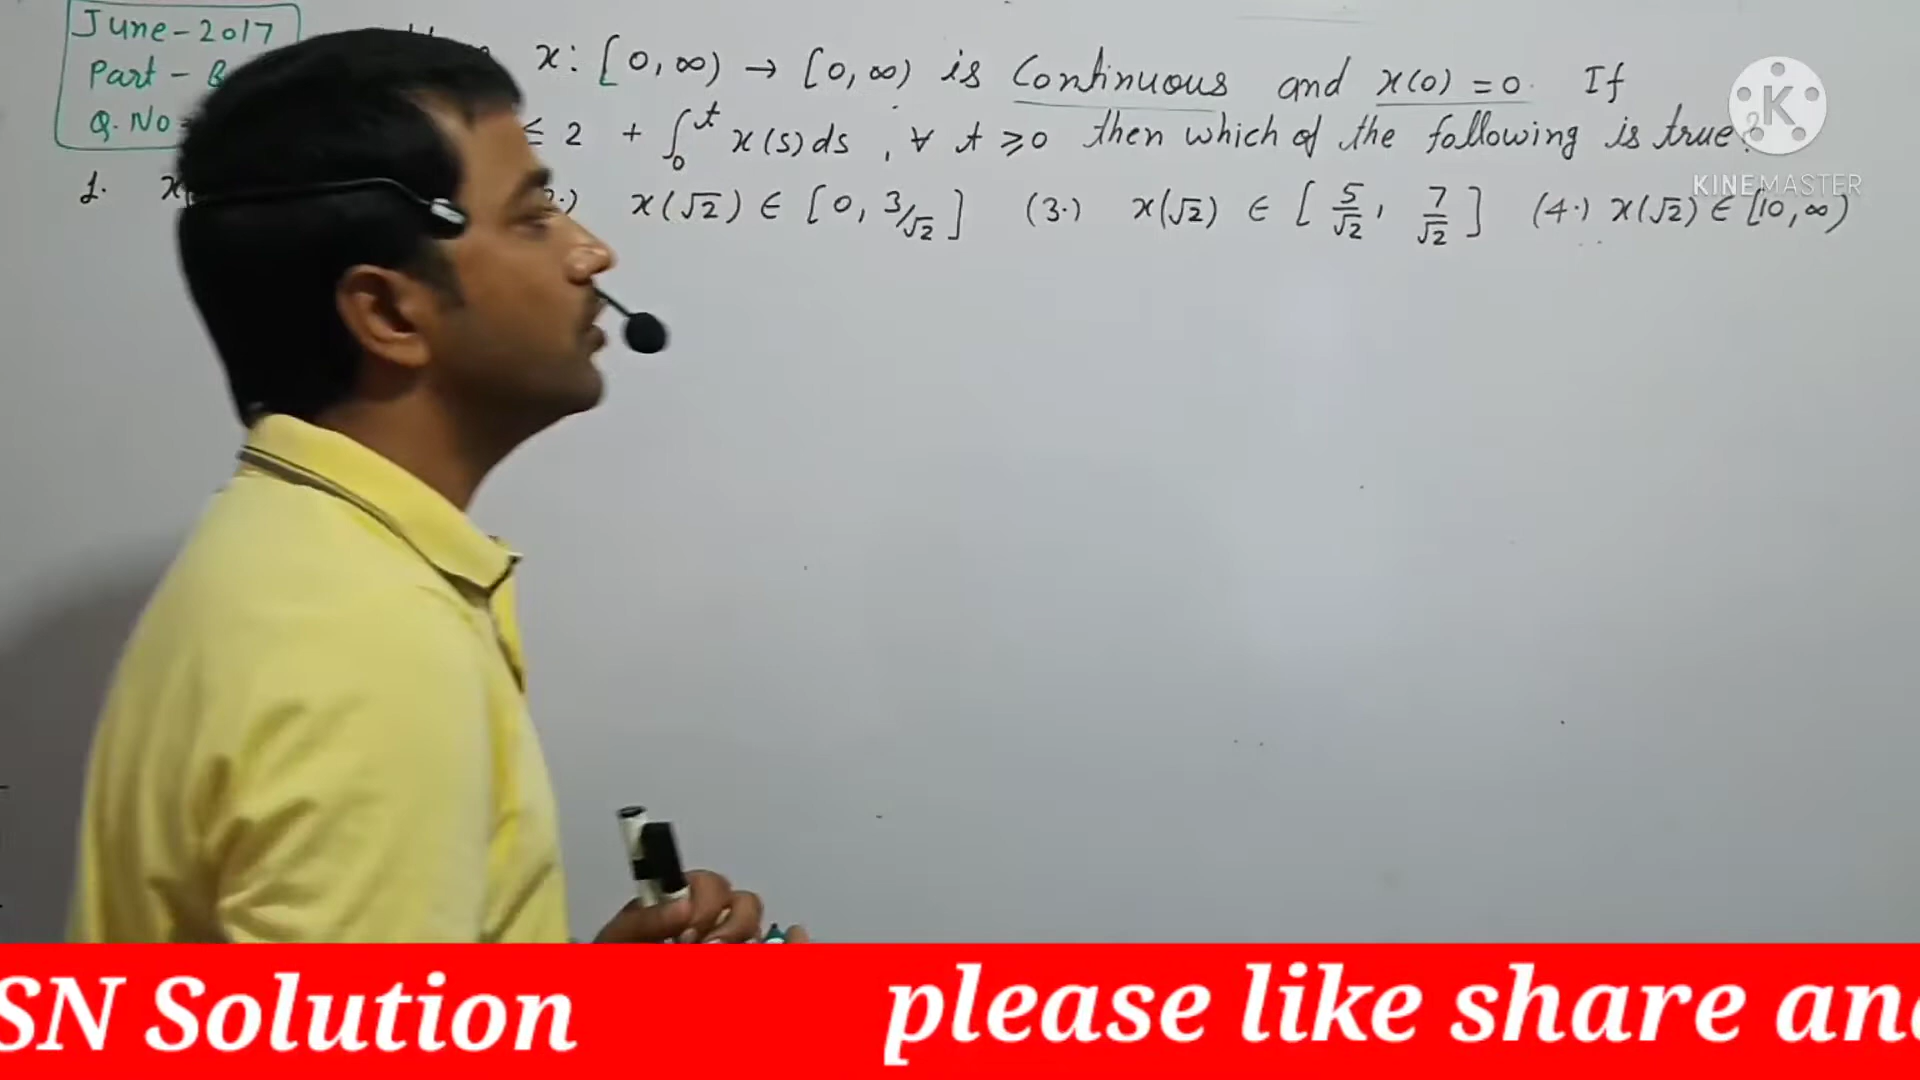 June-2017
Part - B
Q. No
x : [0, ∞) → [0, ∞) is Continuous and x(0) = 0. If
≤ 2 + ∫₀ᵗ x(s) ds , ∀ t ≥ 0 then which of the following is true?
1. x 2.) x(√2) ∈ [0, 3/√2] (3.) x(√2) ∈ [5/√2, 7/√2] (4.) x(√2) ∈ [10, ∞)
K
KINEMASTER
SN Solution please like share and